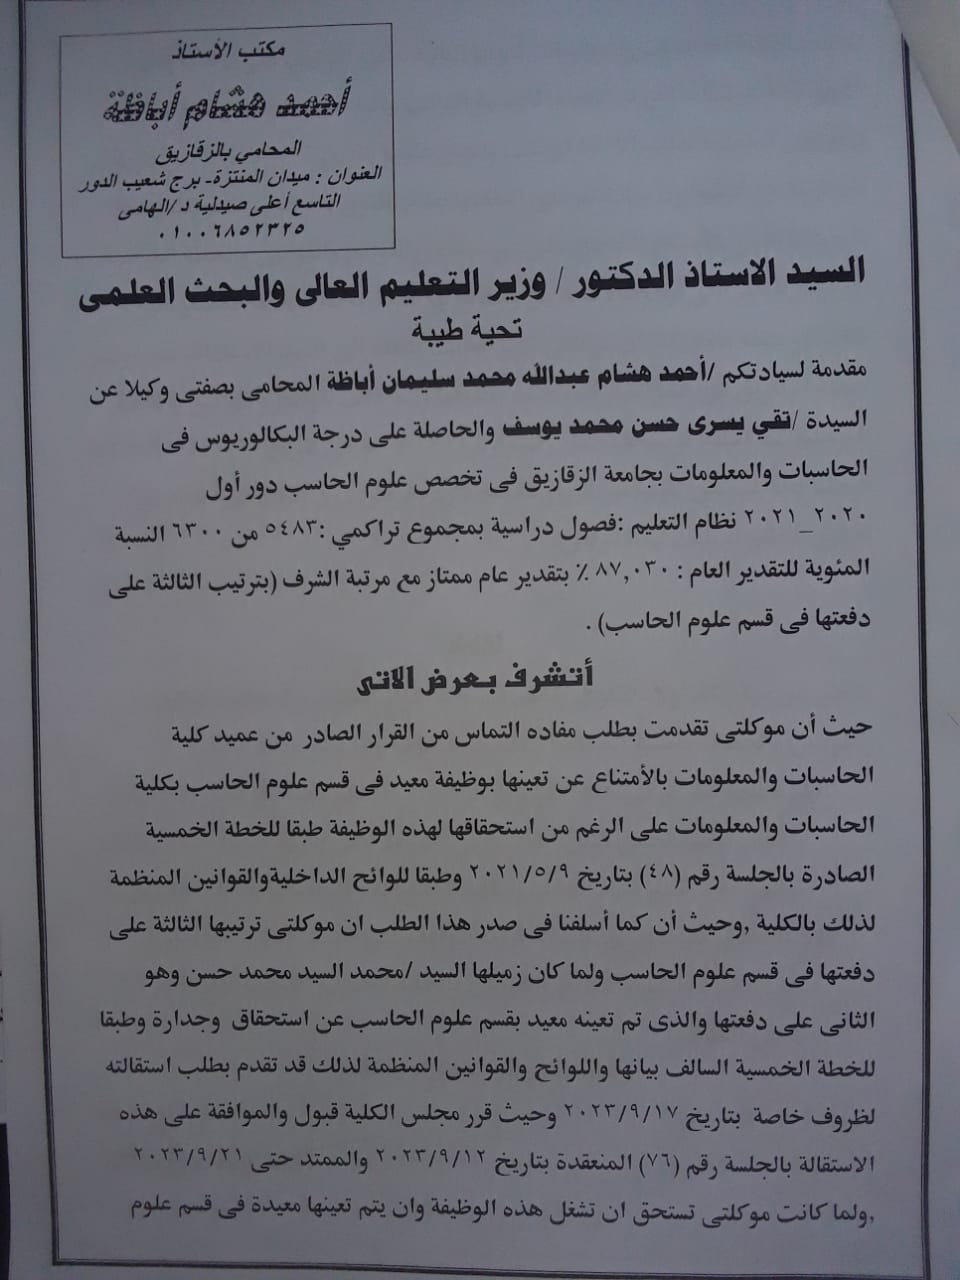 مكتب الأستاذ
أحمد هشام أباظة
المحامي بالزقازيق
العنوان : ميدان المنتزة- برج شعيب الدور
التاسع أعلى صيدلية د/الهامى
٠١٠٠٦٨٥٢٣٢٥
السيد الاستاذ الدكتور / وزير التعليم العالى والبحث العلمى
تحية طيبة
مقدمة لسيادتكم /أحمد هشام عبدالله محمد سليمان أباظة المحامى بصفتى وكيلا عن
السيدة /تقي يسرى حسن محمد يوسف والحاصلة على درجة البكالوريوس فى
الحاسبات والمعلومات بجامعة الزقازيق فى تخصص علوم الحاسب دور أول
٢٠٢٠_٢٠٢١ نظام التعليم :فصول دراسية بمجموع تراكمي :٥٤٨٣ من ٦٣٠٠ النسبة
المئوية للتقدير العام : ٨٧,٠٣٠ ٪ بتقدير عام ممتاز مع مرتبة الشرف (بترتيب الثالثة على
دفعتها فى قسم علوم الحاسب) .
أتشرف بعرض الاتى
حيث أن موكلتى تقدمت بطلب مفاده التماس من القرار الصادر من عميد كلية
الحاسبات والمعلومات بالأمتناع عن تعينها بوظيفة معيد فى قسم علوم الحاسب بكلية
الحاسبات والمعلومات على الرغم من استحقاقها لهذه الوظيفة طبقا للخطة الخمسية
الصادرة بالجلسة رقم (٤٨) بتاريخ ٢٠٢١/٥/٩ وطبقا للوائح الداخليةوالقوانين المنظمة
لذلك بالكلية ,وحيث أن كما أسلفنا فى صدر هذا الطلب ان موكلتى ترتيبها الثالثة على
دفعتها فى قسم علوم الحاسب ولما كان زميلها السيد /محمد السيد محمد حسن وهو
الثانى على دفعتها والذى تم تعينه معيد بقسم علوم الحاسب عن استحقاق وجدارة وطبقا
للخطة الخمسية السالف بيانها واللوائح والقوانين المنظمة لذلك قد تقدم بطلب استقالته
لظروف خاصة بتاريخ ٢٠٢٣/٩/١٧ وحيث قرر مجلس الكلية قبول والموافقة على هذه
الاستقالة بالجلسة رقم (٧٦) المنعقدة بتاريخ ٢٠٢٣/٩/١٢ والممتد حتى ٢٠٢٣/٩/٢١
,ولما كانت موكلتى تستحق ان تشغل هذه الوظيفة وان يتم تعينها معيدة فى قسم علوم